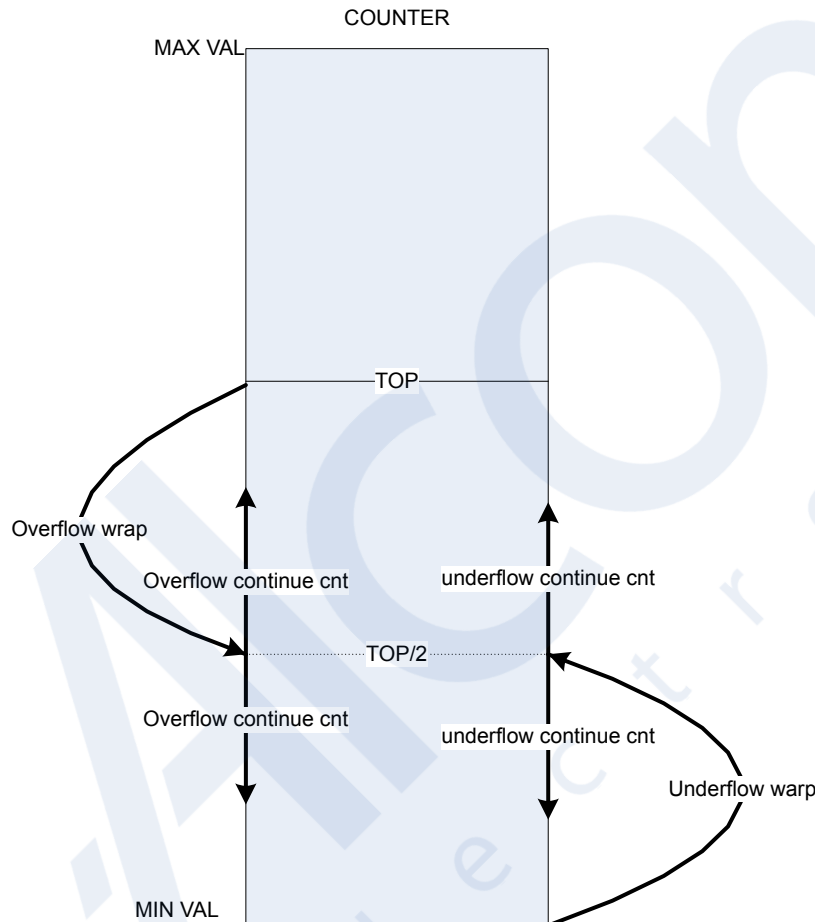 COUNTER
MAX VAL
TOP
Overflow wrap
Overflow continue cnt
underflow continue cnt
TOP/2
Overflow continue cnt
underflow continue cnt
Underflow warp
MIN VAL